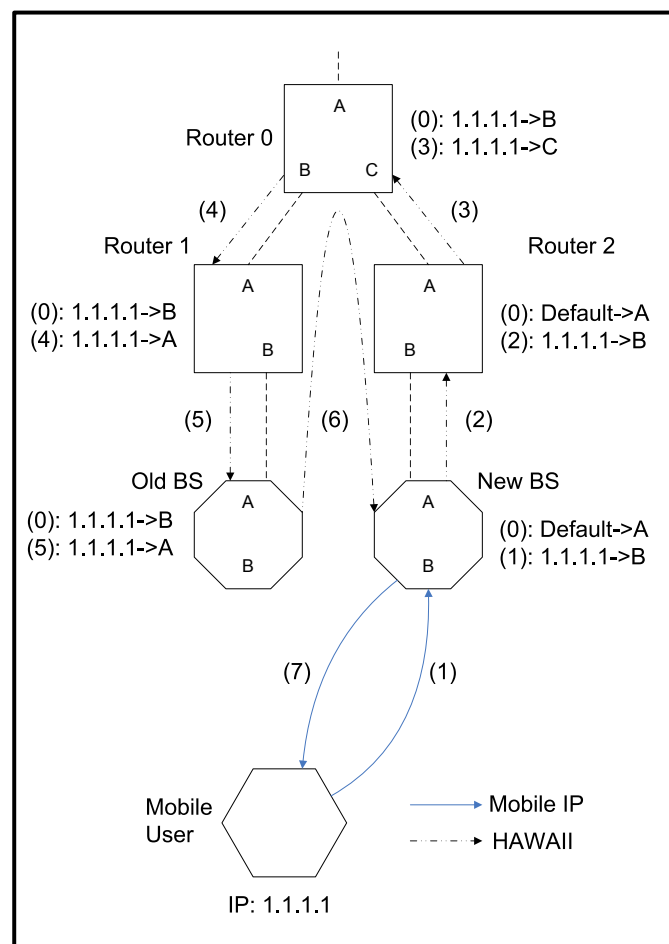 A
Router 0
(0): 1.1.1.1->B
(3): 1.1.1.1->C
B
C
(4)
(3)
Router 1
Router 2
A
A
(0): 1.1.1.1->B
(4): 1.1.1.1->A
(0): Default->A
(2): 1.1.1.1->B
B
B
(5)
(6)
(2)
Old BS
New BS
A
A
(0): 1.1.1.1->B
(5): 1.1.1.1->A
(0): Default->A
(1): 1.1.1.1->B
B
B
(7)
(1)
Mobile
User
Mobile IP
HAWAII
IP: 1.1.1.1